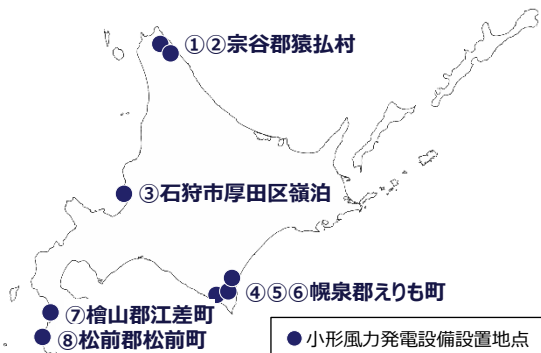 ①②宗谷郡猿払村
③石狩市厚田区嶺泊
④⑤⑥幌泉郡えりも町
⑦檜山郡江差町
⑧松前郡松前町
●小形風力発電設備設置地点